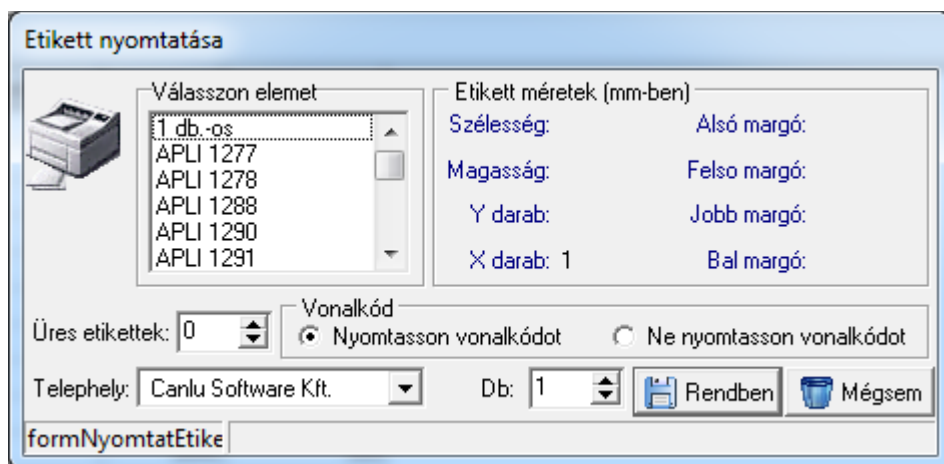 Etikett nyomtatása
Válasszon elemet
1 db.-os
APLI 1277
APLI 1278
APLI 1288
APLI 1290
APLI 1291
Etikett méretek (mm-ben)
Szélesség: Alsó margó:
Magasság: Felso margó:
Y darab: Jobb margó:
X darab: 1 Bal margó:
Üres etikettek: 0
Vonalkód
Nyomtasson vonalkódot Ne nyomtasson vonalkódot
Telephely: Canlu Software Kft. Db: 1 Rendben Mégsem
formNyomtatEtike